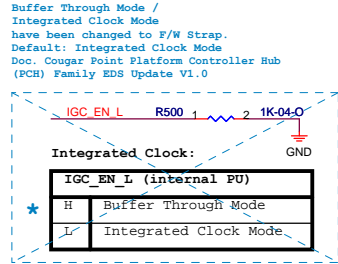 Buffer Through Mode /
Integrated Clock Mode
have been changed to F/W Strap.
Default: Integrated Clock Mode
Doc. Cougar Point Platform Controller Hub
(PCH) Family EDS Update V1.0
IGC_EN_L R500 1 2 1K-04-O
GND
Integrated Clock:
IGC_EN_L (internal PU)
H Buffer Through Mode
* L Integrated Clock Mode